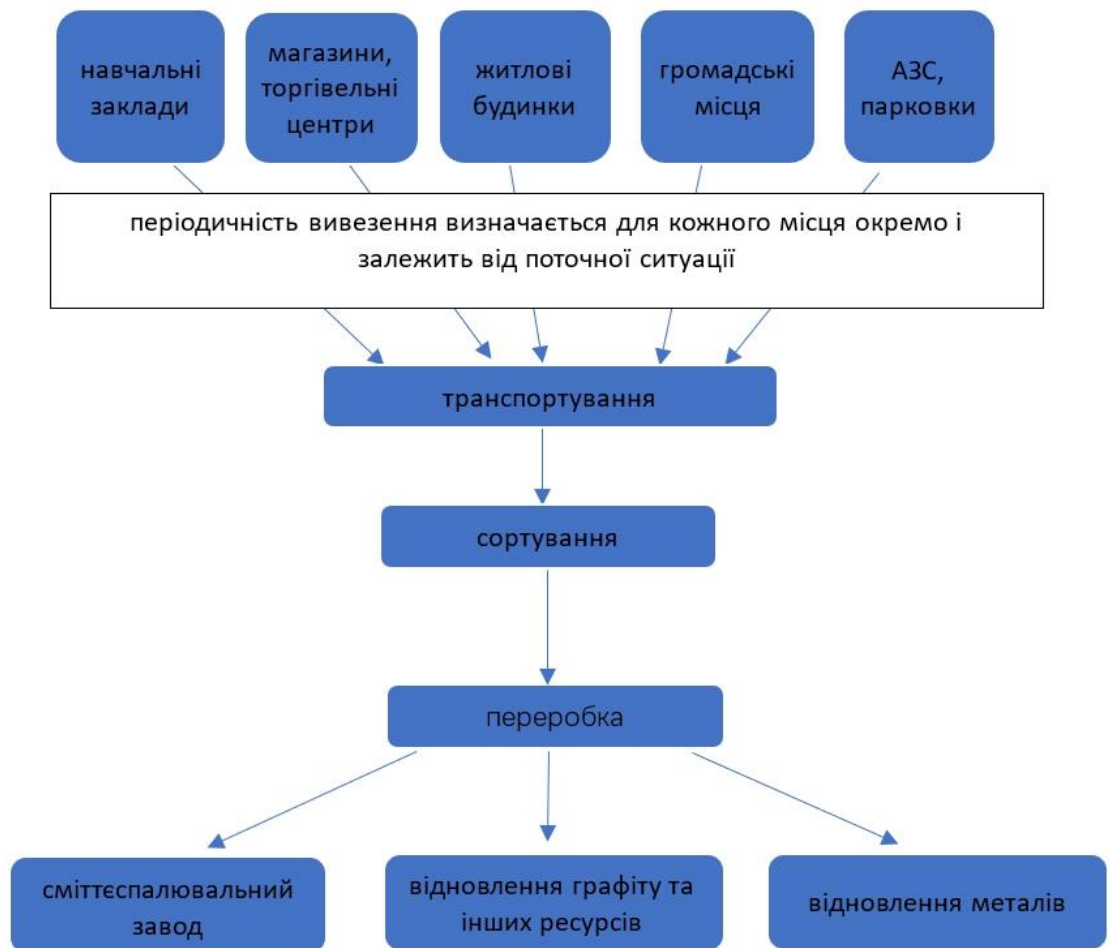 навчальні
заклади
магазини,
торгівельні
центри
житлові
будинки
громадські
місця
АЗС,
парковки
періодичність вивезення визначається для кожного місця окремо і
залежить від поточної ситуації
транспортування
сортування
переробка
сміттєспалювальний
завод
відновлення графіту та
інших ресурсів
відновлення металів